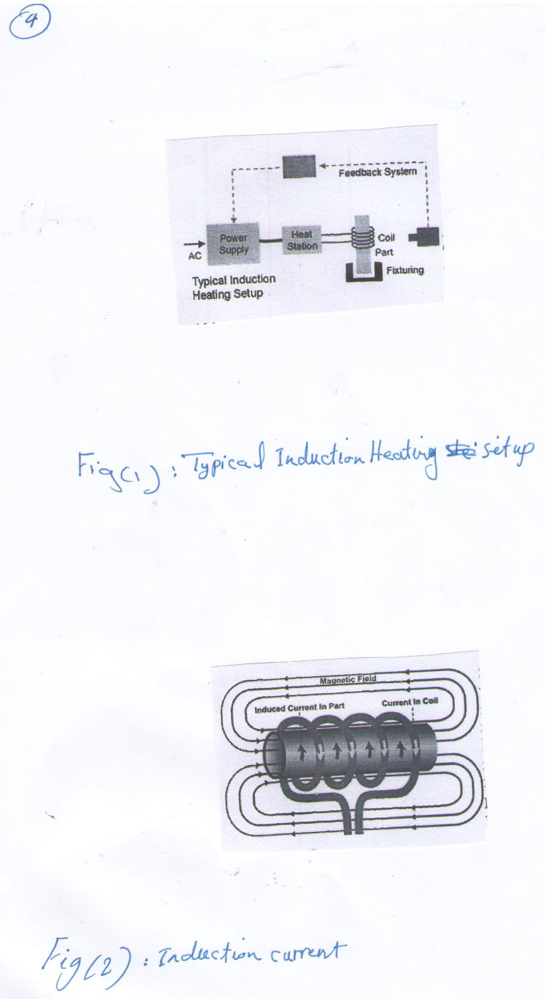 4
Feedback System
Power
Supply
Heat
Station
Coil
AC
Part
Fixturing
Typical Induction
Heating Setup
Fig(1): Typical Induction Heating setup
Magnetic Field
Induced Current In Part
Current In Coil
Fig(2): Induction current